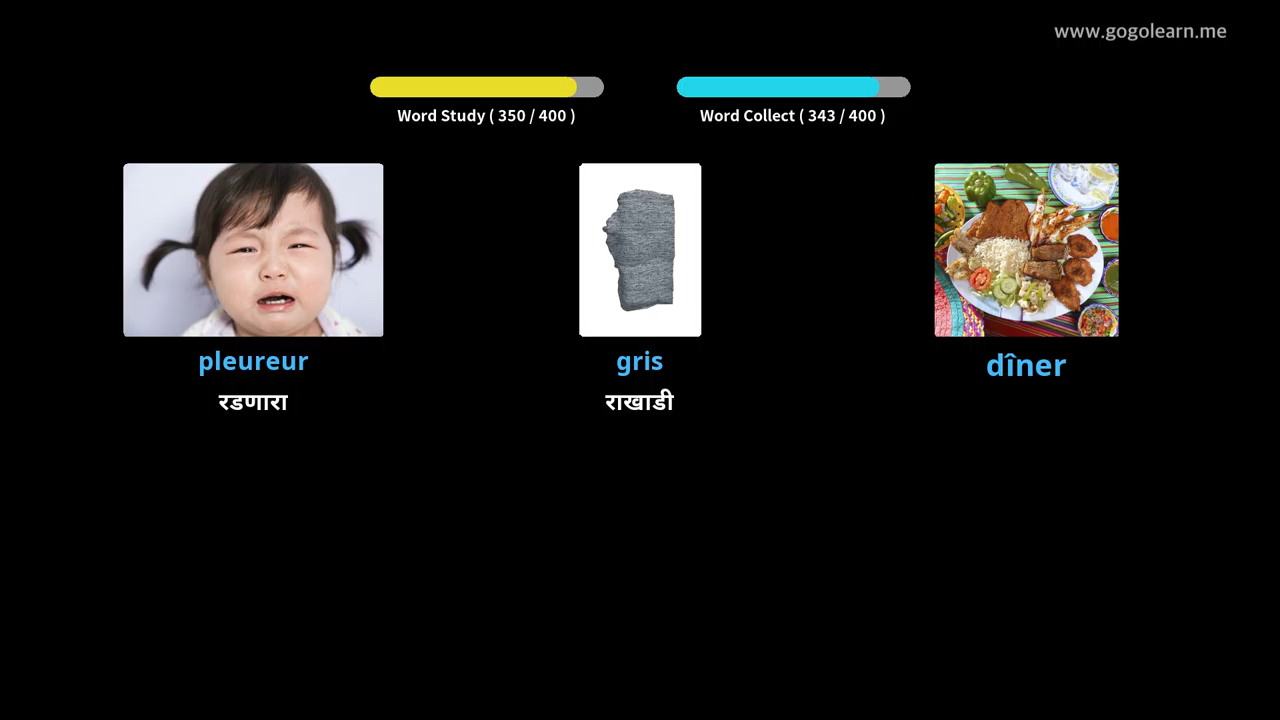 www.gogolearn.me
Word Study ( 350 / 400 )
Word Collect ( 343 / 400 )
pleureur
gris
dîner
रडणारा
राखाडी